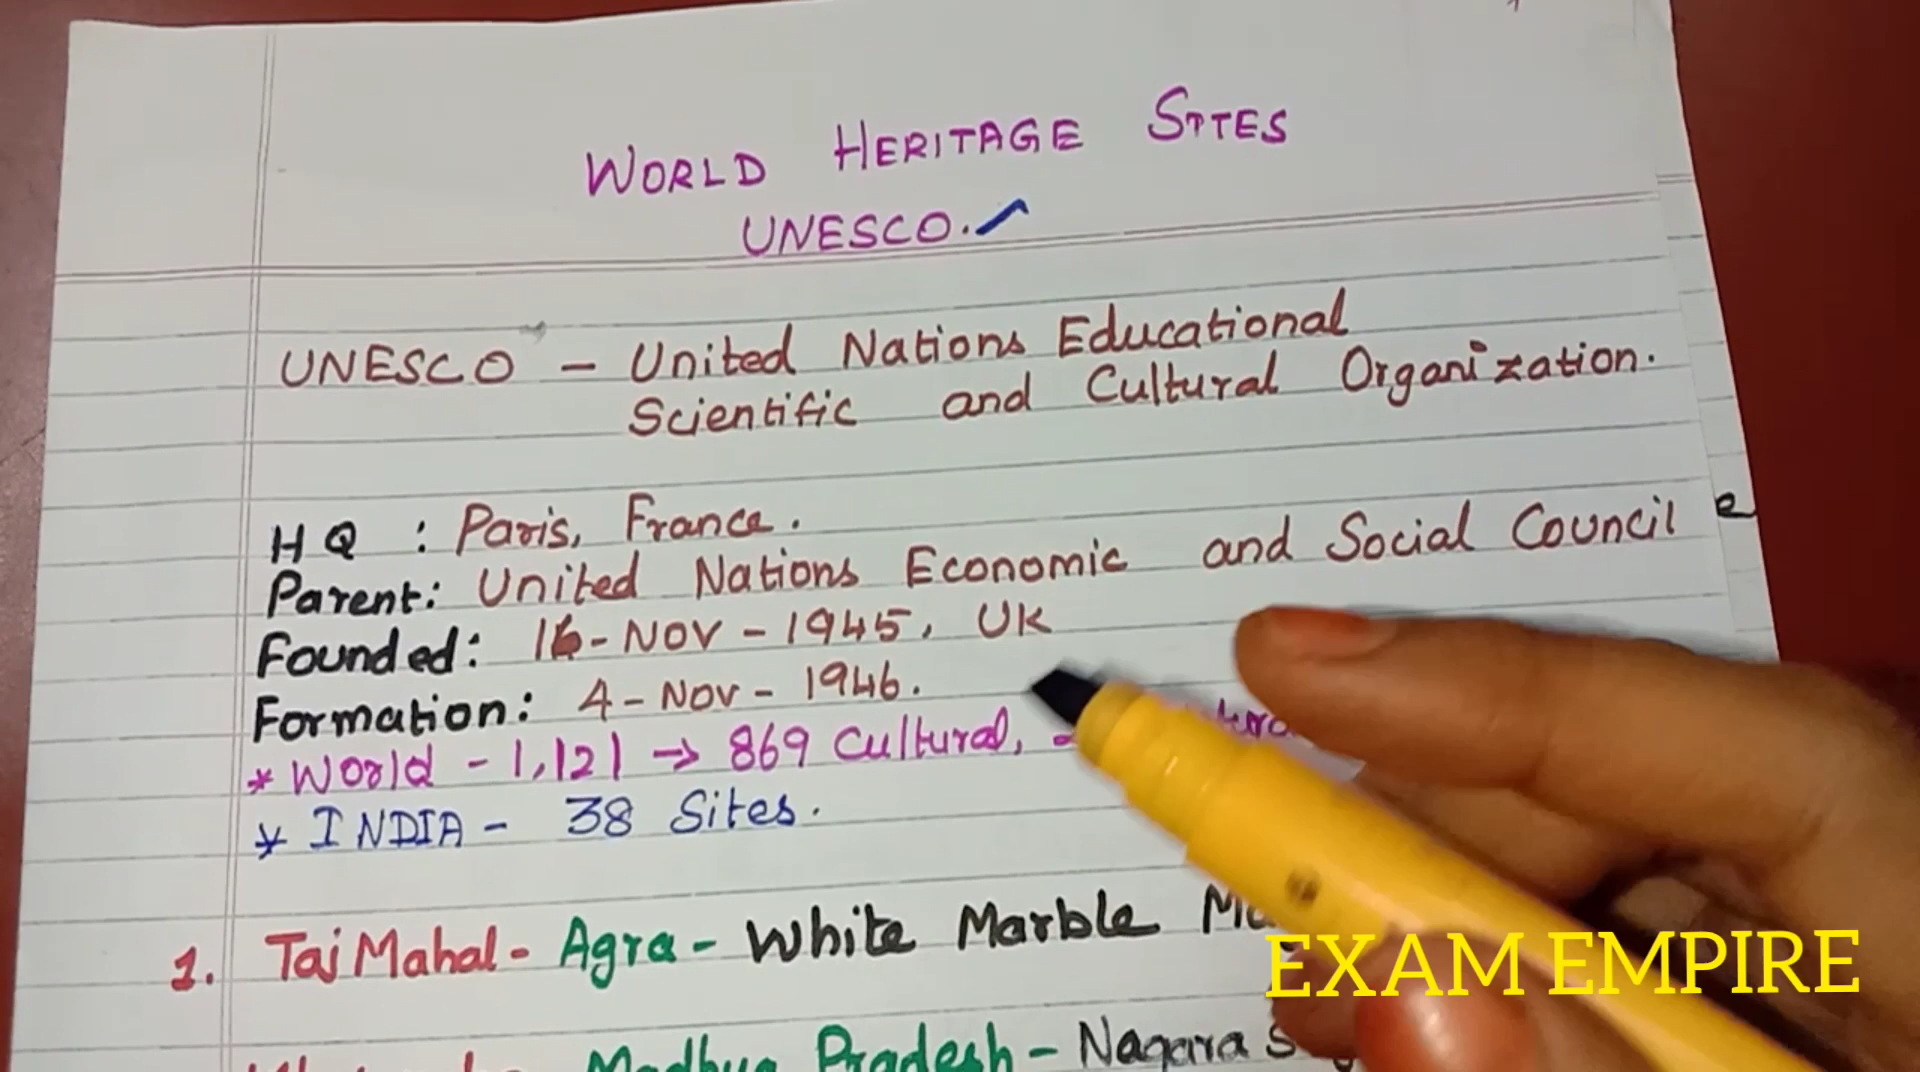 WORLD HERITAGE SITES
UNESCO.
UNESCO - United Nations Educational
Scientific and Cultural Organization.
HQ : Paris, France.
Parent: United Nations Economic and Social Council
Founded: 16-NOV-1945, UK
Formation: 4-NOV-1946.
* World - 1,121 → 869 Cultural,
* INDIA - 38 Sites.
1. Taj Mahal - Agra - White Marble
Madhya Pradesh - Nagara
EXAM EMPIRE